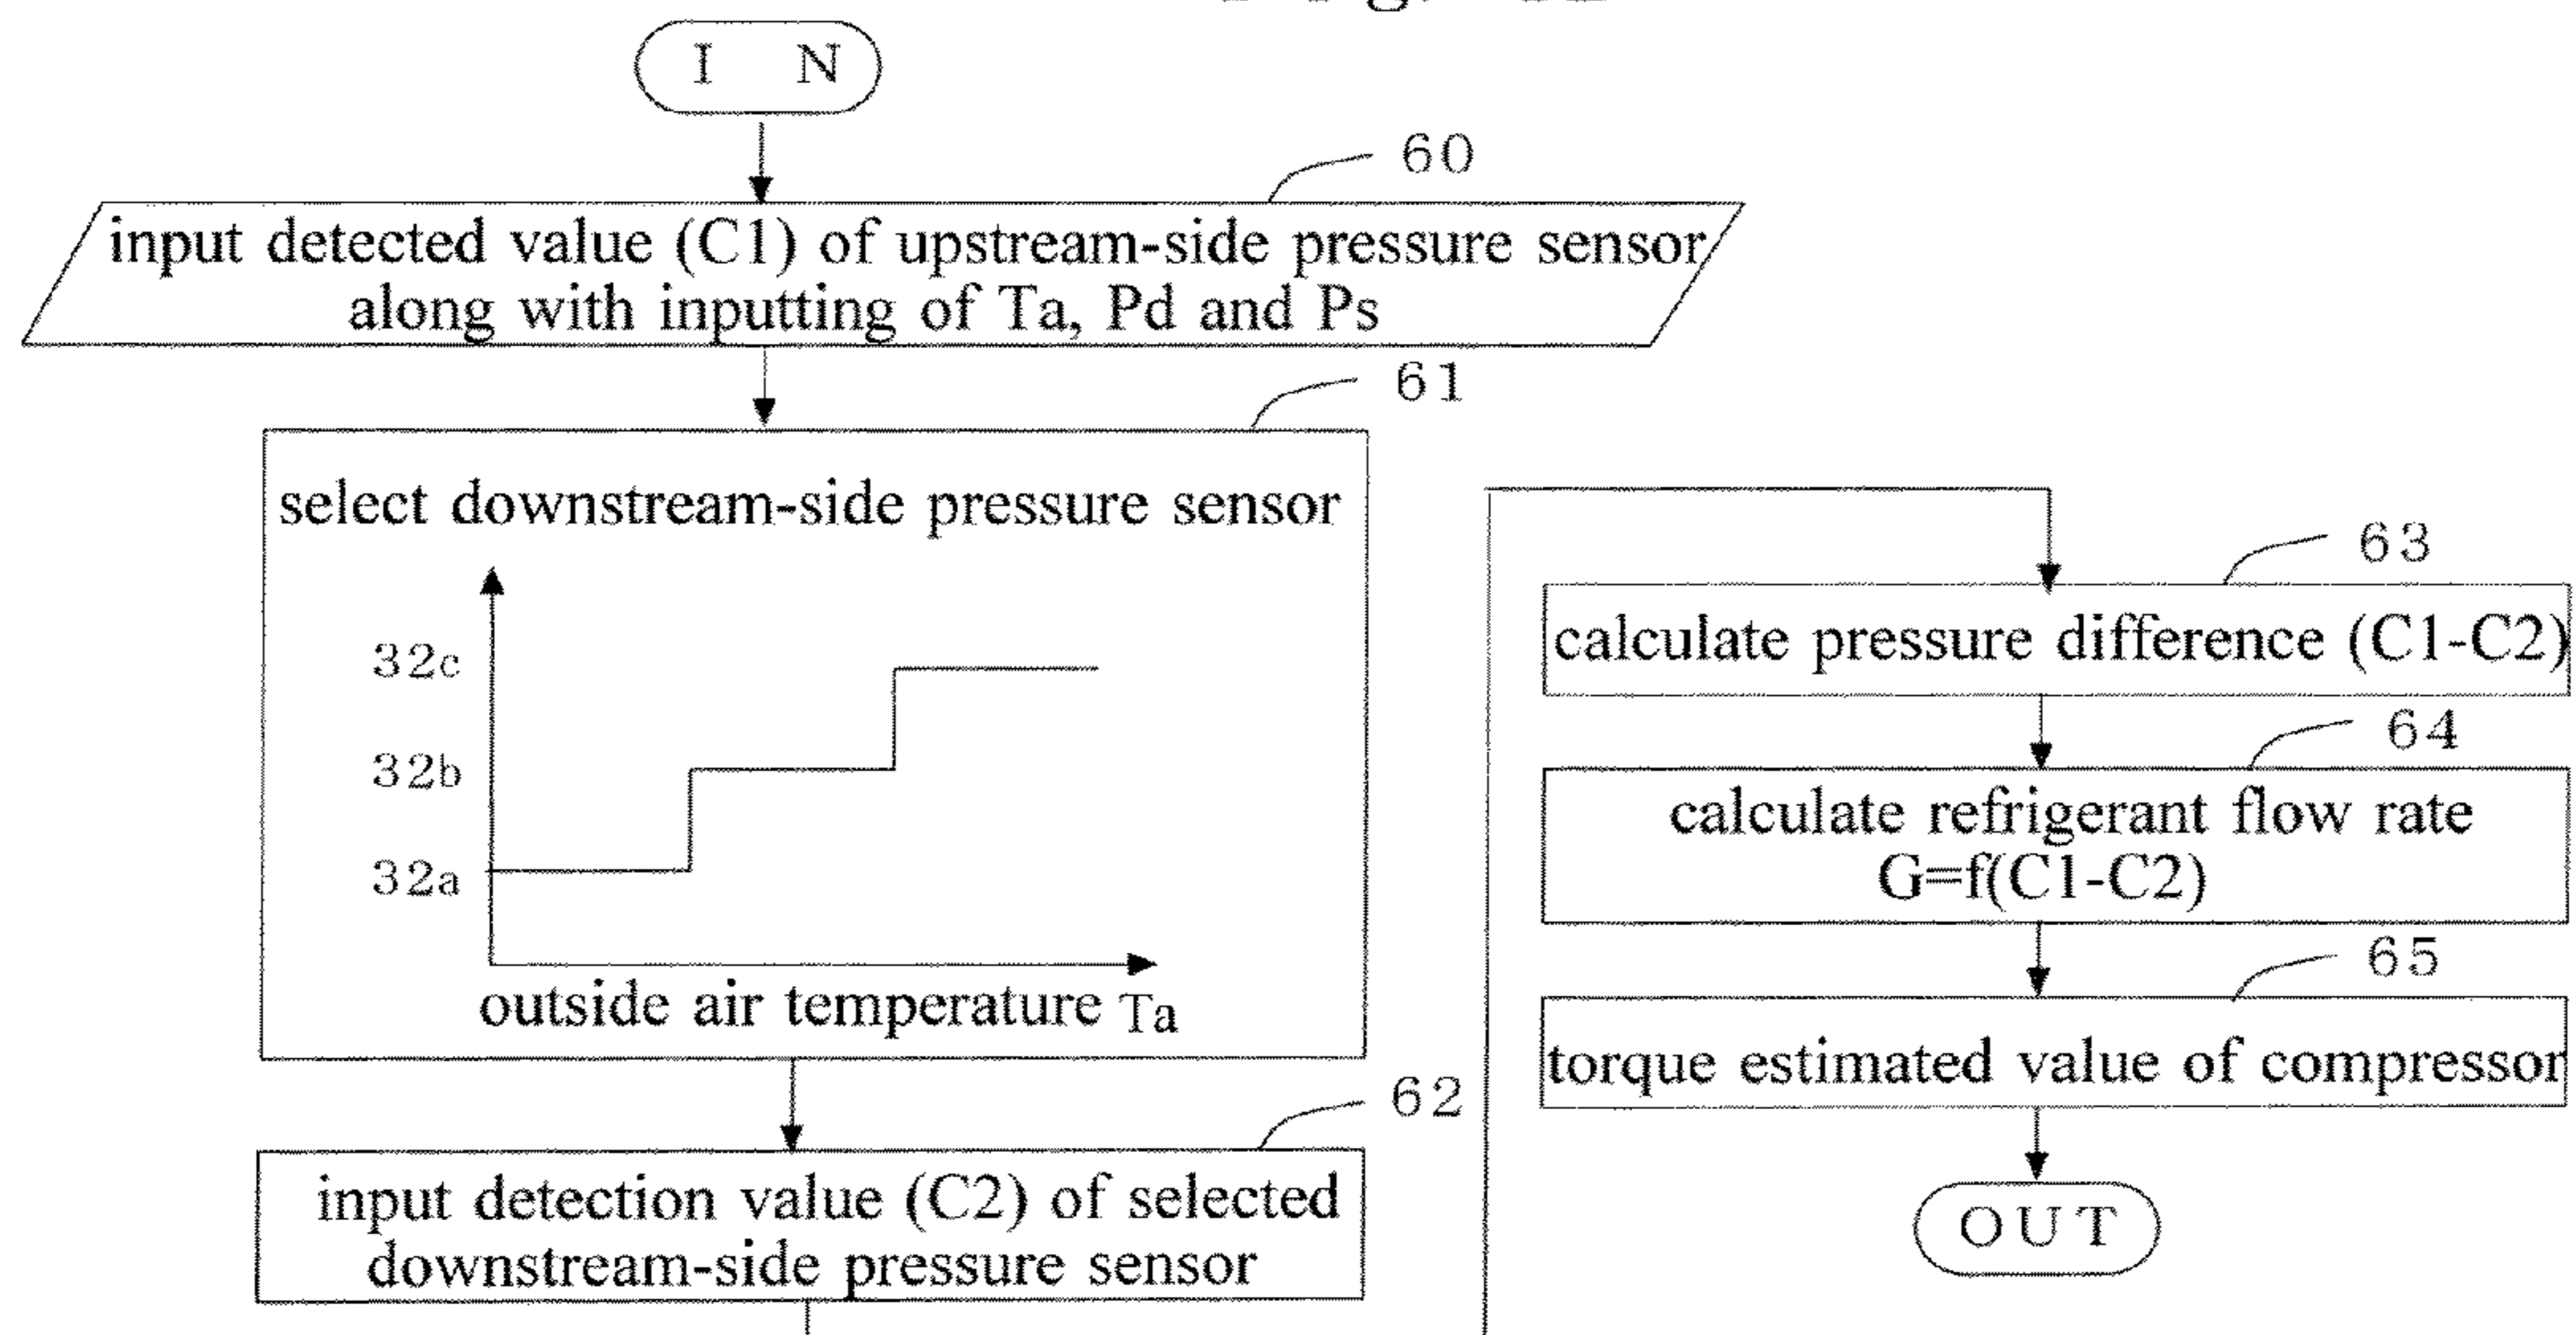 I N
60
input detected value (C1) of upstream-side pressure sensor
along with inputting of Ta, Pd and Ps
61
select downstream-side pressure sensor
32c
32b
32a
outside air temperature Ta
62
input detection value (C2) of selected
downstream-side pressure sensor
63
calculate pressure difference (C1-C2)
64
calculate refrigerant flow rate
G=f(C1-C2)
65
torque estimated value of compressor
OUT